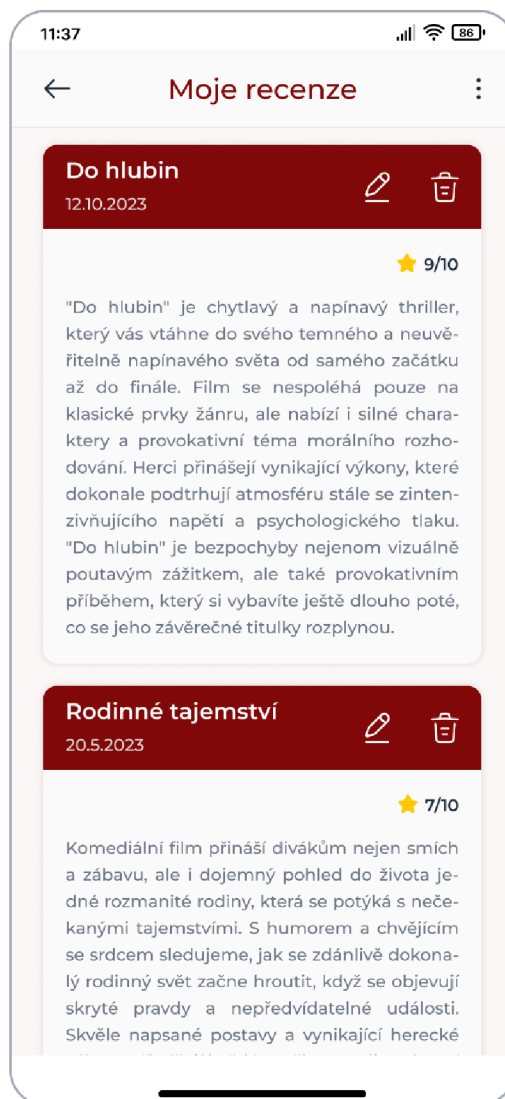 11:37
86
Moje recenze
Do hlubin
12.10.2023
9/10
"Do hlubin" je chytlavý a napínavý thriller,
který vás vtáhne do svého temného a neuvě-
řitelně napínavého světa od samého začátku
až do finále. Film se nespoléhá pouze na
klasické prvky žánru, ale nabízí i silné chara-
ktery a provokativní téma morálního rozho-
dování. Herci přinášejí vynikající výkony, které
dokonale podtrhují atmosféru stále se zinten-
zivňujícího napětí a psychologického tlaku.
"Do hlubin" je bezpochyby nejenom vizuálně
poutavým zážitkem, ale také provokativním
příběhem, který si vybavíte ještě dlouho poté,
co se jeho závěrečné titulky rozplynou.
Rodinné tajemství
20.5.2023
7/10
Komediální film přináší divákům nejen smích
a zábavu, ale i dojemný pohled do života je-
dné rozmanité rodiny, která se potýká s neče-
kanými tajemstvími. S humorem a chvějícím
se srdcem sledujeme, jak se zdánlivě dokona-
lý rodinný svět začne hroutit, když se objevují
skryté pravdy a nepředvídatelné události.
Skvěle napsané postavy a vynikající herecké